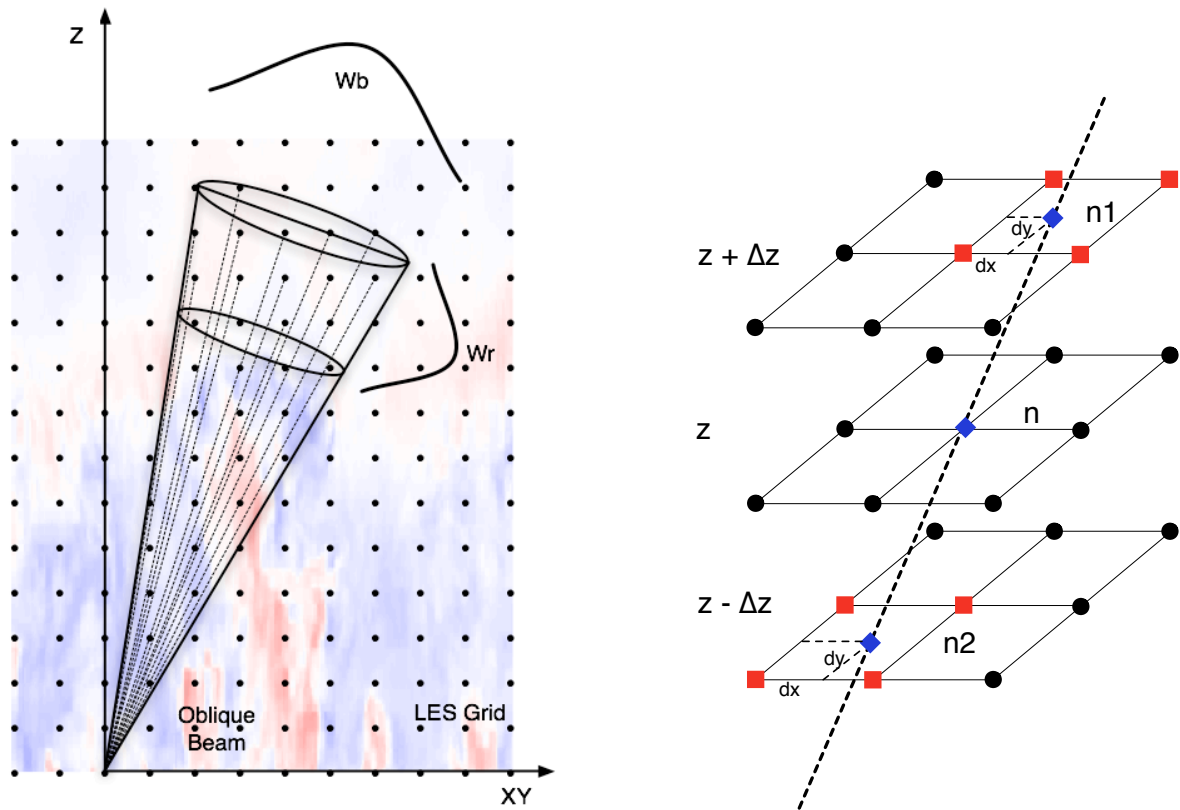 Z
Wb
Wr
Oblique
Beam
LES Grid
XY
n1
dy
z + Δz
dx
n
z
z - Δz
n2
dy
dx